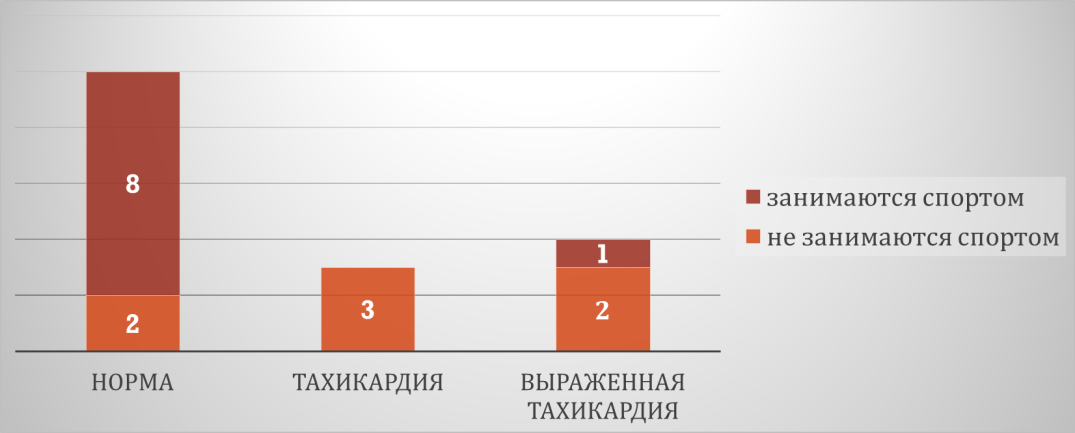 8
1
2
3
2
занимаются спортом
не занимаются спортом
НОРМА
ТАХИКАРДИЯ
ВЫРАЖЕННАЯ
ТАХИКАРДИЯ